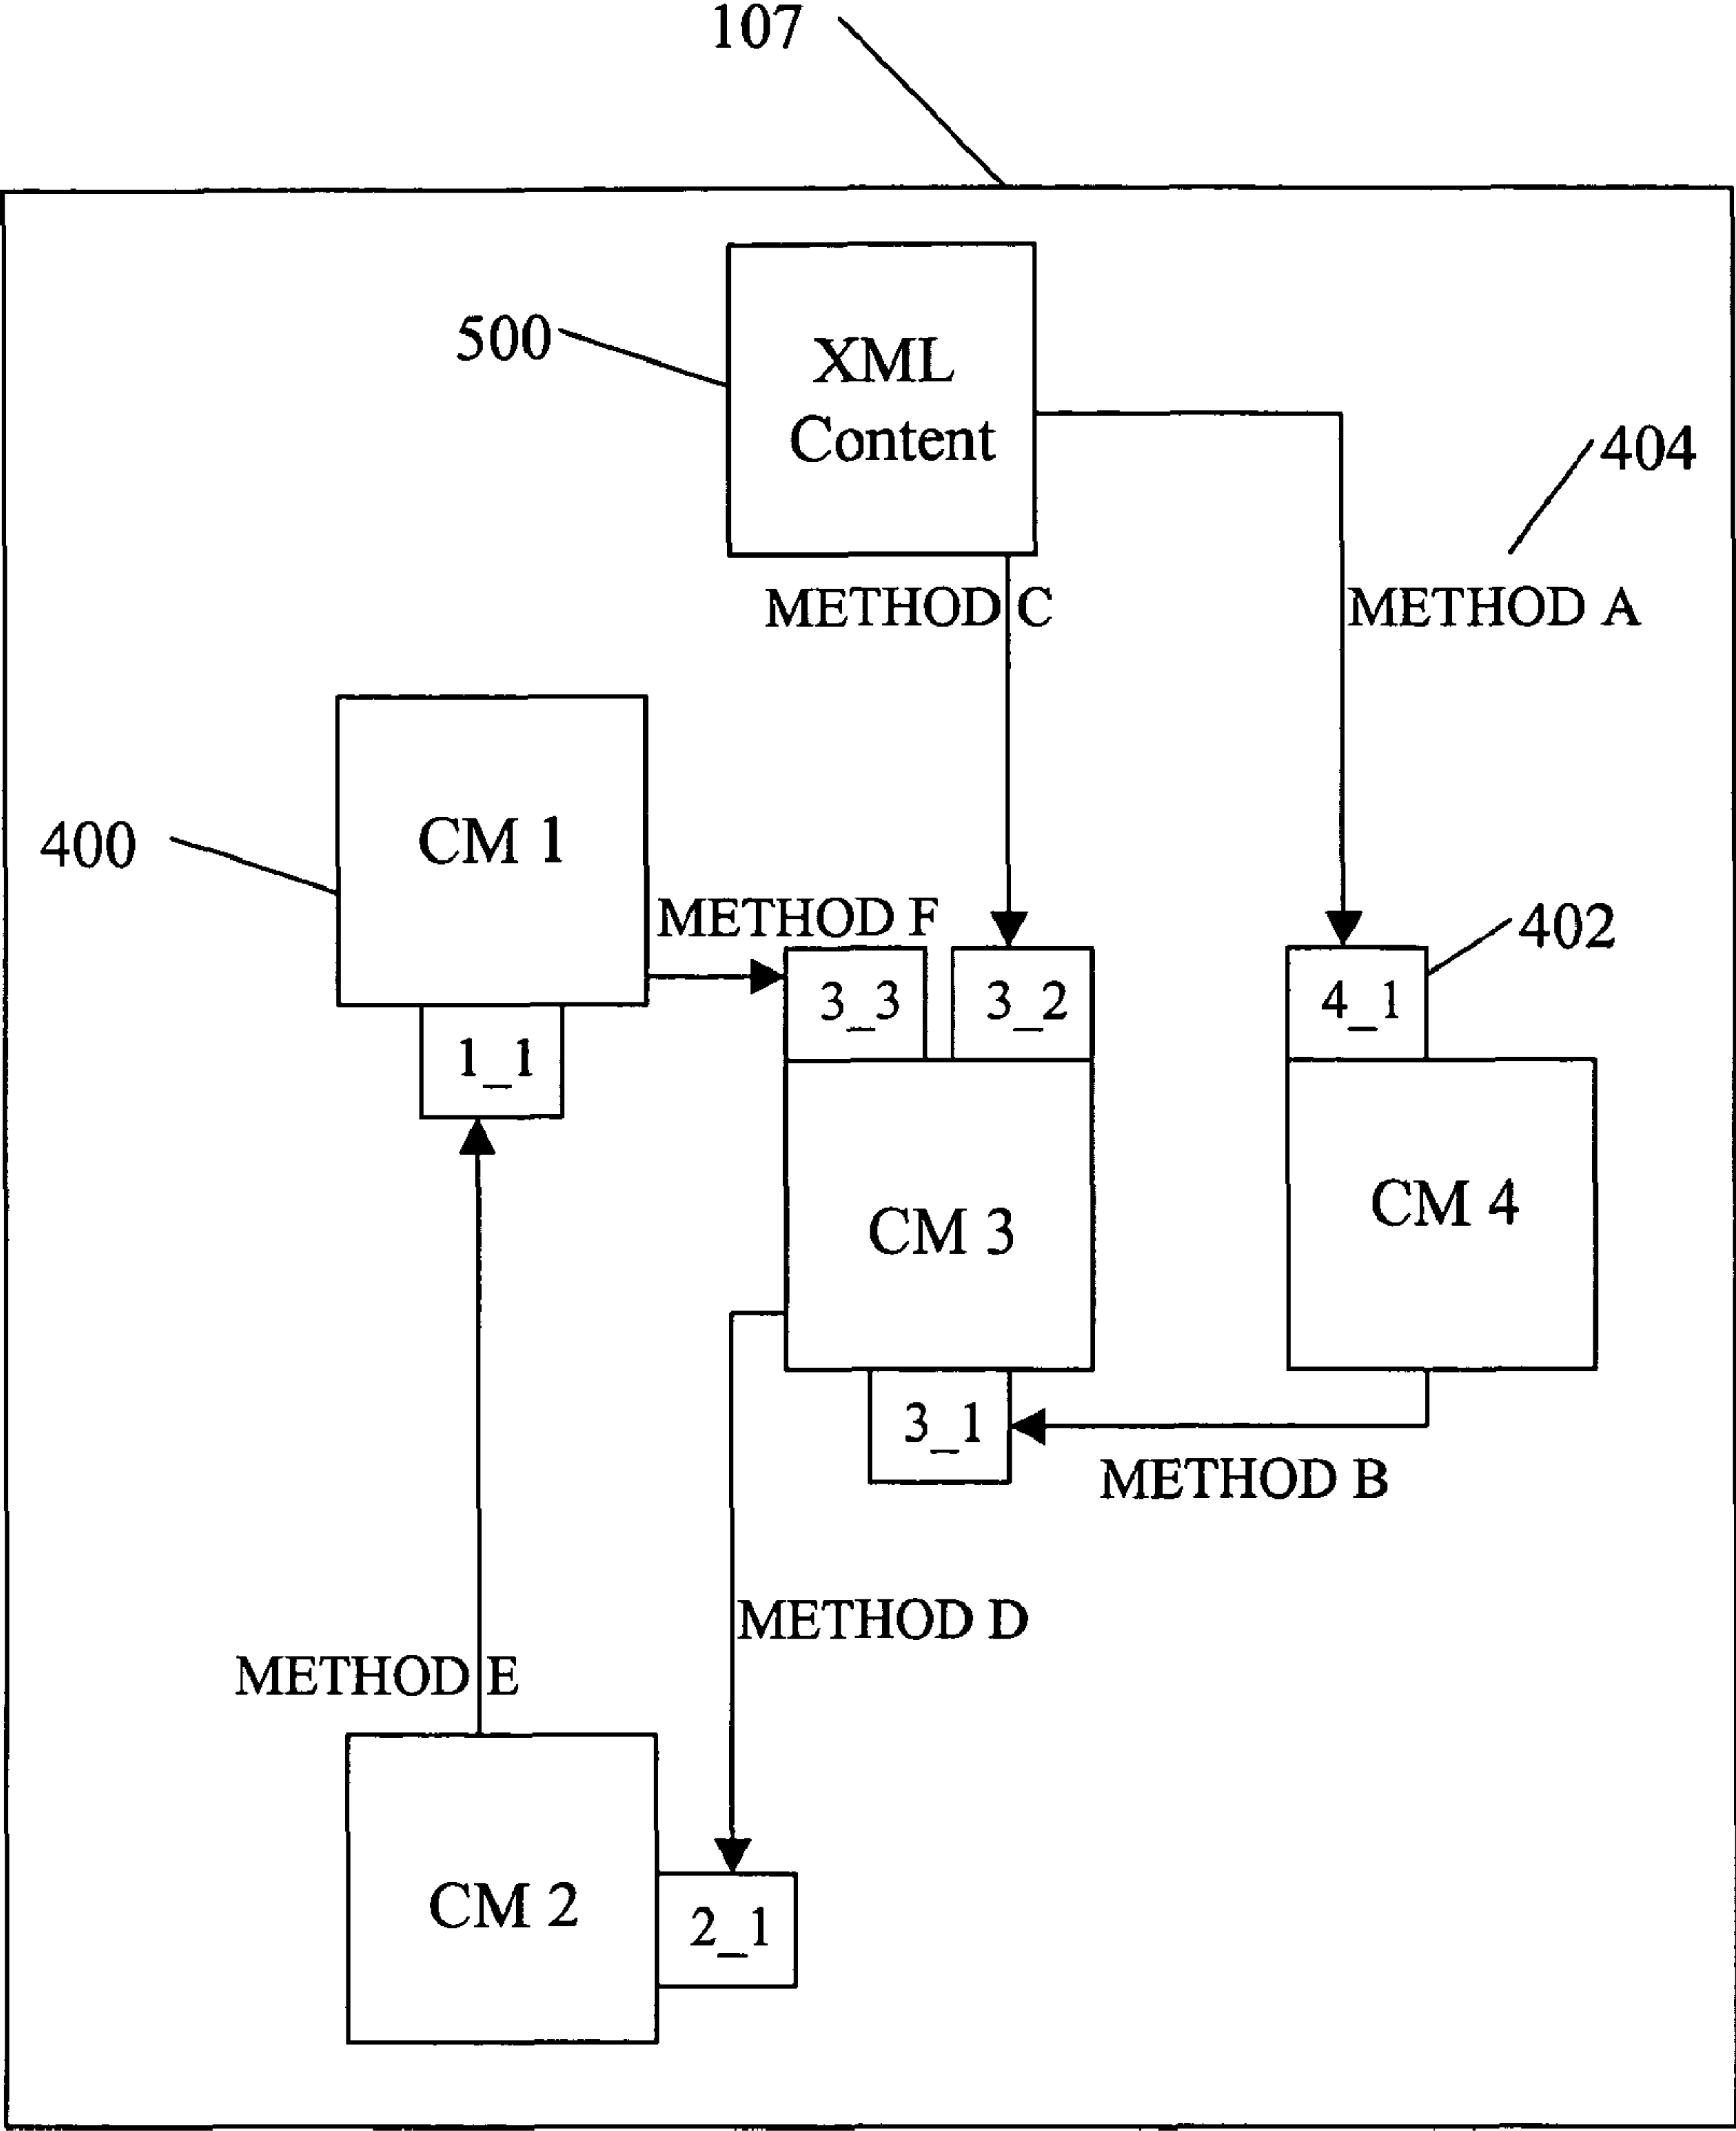 107
500
XML
Content
404
METHOD C
METHOD A
CM 1
400
METHOD F
402
3_3
3_2
4_1
1_1
CM 3
CM 4
3_1
METHOD B
METHOD D
METHOD E
CM 2
2_1